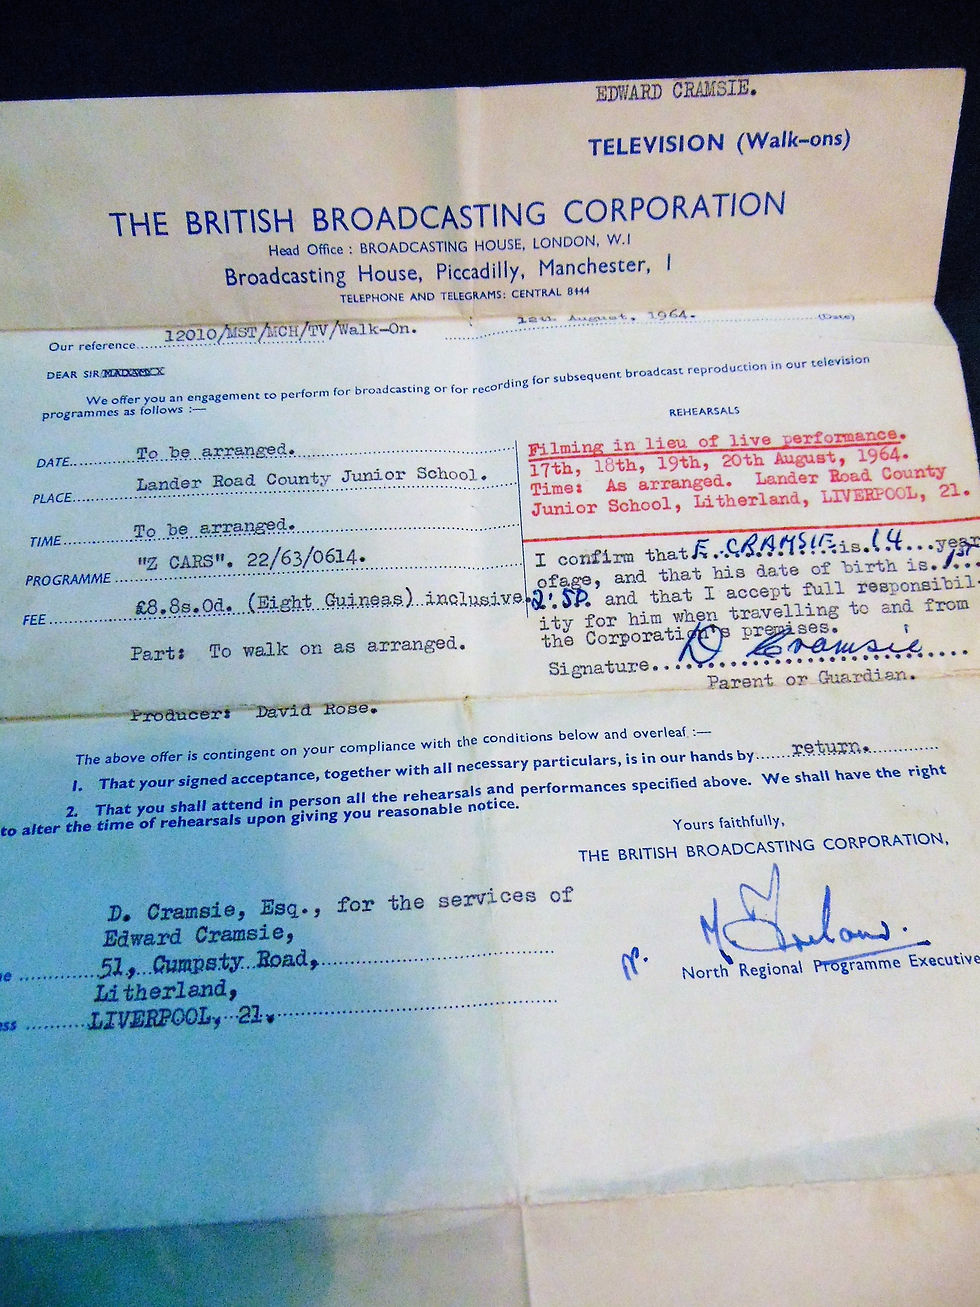 EDWARD CRAMSIE.
TELEVISION (Walk-ons)
THE BRITISH BROADCASTING CORPORATION
Head Office : BROADCASTING HOUSE, LONDON, W.1
Broadcasting House, Piccadilly, Manchester, 1
TELEPHONE AND TELEGRAMS: CENTRAL 8444
Our reference.....12010/MST/MCH/TV/Walk-On. August, 1964. (Date)
DEAR SIR/
We offer you an engagement to perform for broadcasting or for recording for subsequent broadcast reproduction in our television
programmes as follows :—
REHEARSALS
DATE To be arranged.
PLACE Lander Road County Junior School.
TIME To be arranged.
PROGRAMME "Z CARS". 22/63/0614.
FEE £8.8s.0d. (Eight Guineas) inclusive.
Part: To walk on as arranged.
Producer: David Rose.
Filming in lieu of live performance.
17th, 18th, 19th, 20th August, 1964.
Time: As arranged. Lander Road County
Junior School, Litherland, LIVERPOOL, 21.
I confirm that E. CRAMSIE is 14 year
ofage, and that his date of birth is
and that I accept full responsibil-
ity for him when travelling to and from
the Corporation's premises.
Signature D Cramsie
Parent or Guardian.
The above offer is contingent on your compliance with the conditions below and overleaf :—
1. That your signed acceptance, together with all necessary particulars, is in our hands by return.
2. That you shall attend in person all the rehearsals and performances specified above. We shall have the right
to alter the time of rehearsals upon giving you reasonable notice.
Yours faithfully,
THE BRITISH BROADCASTING CORPORATION,
North Regional Programme Executive
D. Cramsie, Esq., for the services of
Edward Cramsie,
51, Cumpsty Road,
Litherland,
LIVERPOOL, 21.